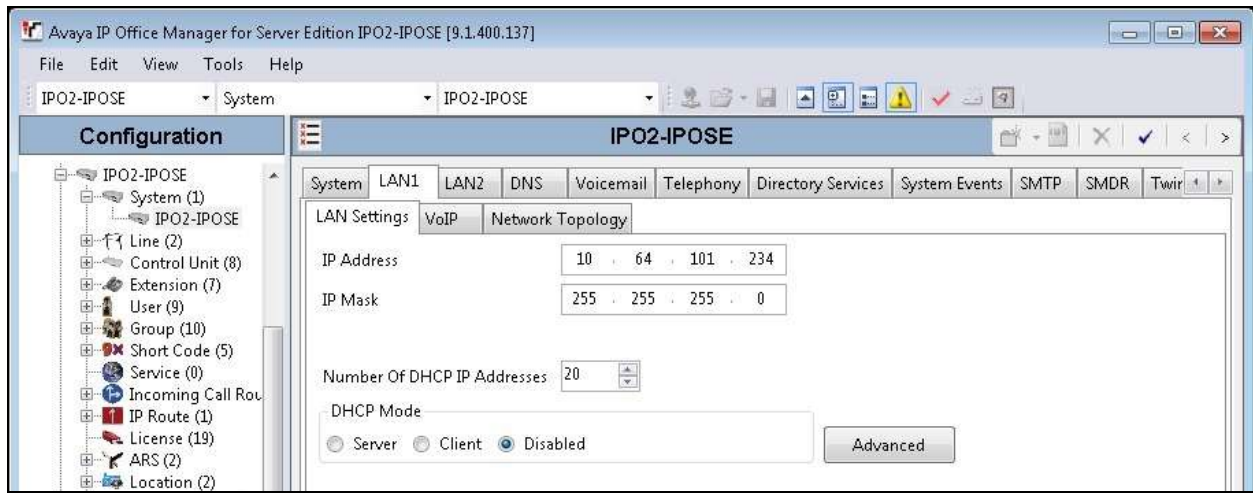 Avaya IP Office Manager for Server Edition IPO2-IPOSE [9.1.400.137]
File Edit View Tools Help
IPO2-IPOSE System IPO2-IPOSE
Configuration
IPO2-IPOSE
IPO2-IPOSE
System (1)
IPO2-IPOSE
Line (2)
Control Unit (8)
Extension (7)
User (9)
Group (10)
Short Code (5)
Service (0)
Incoming Call Rou
IP Route (1)
License (19)
ARS (2)
Location (2)
System LAN1 LAN2 DNS Voicemail Telephony Directory Services System Events SMTP SMDR Twin
LAN Settings VoIP Network Topology
IP Address 10 . 64 . 101 . 234
IP Mask 255 . 255 . 255 . 0
Number Of DHCP IP Addresses 20
DHCP Mode
Server Client Disabled Advanced